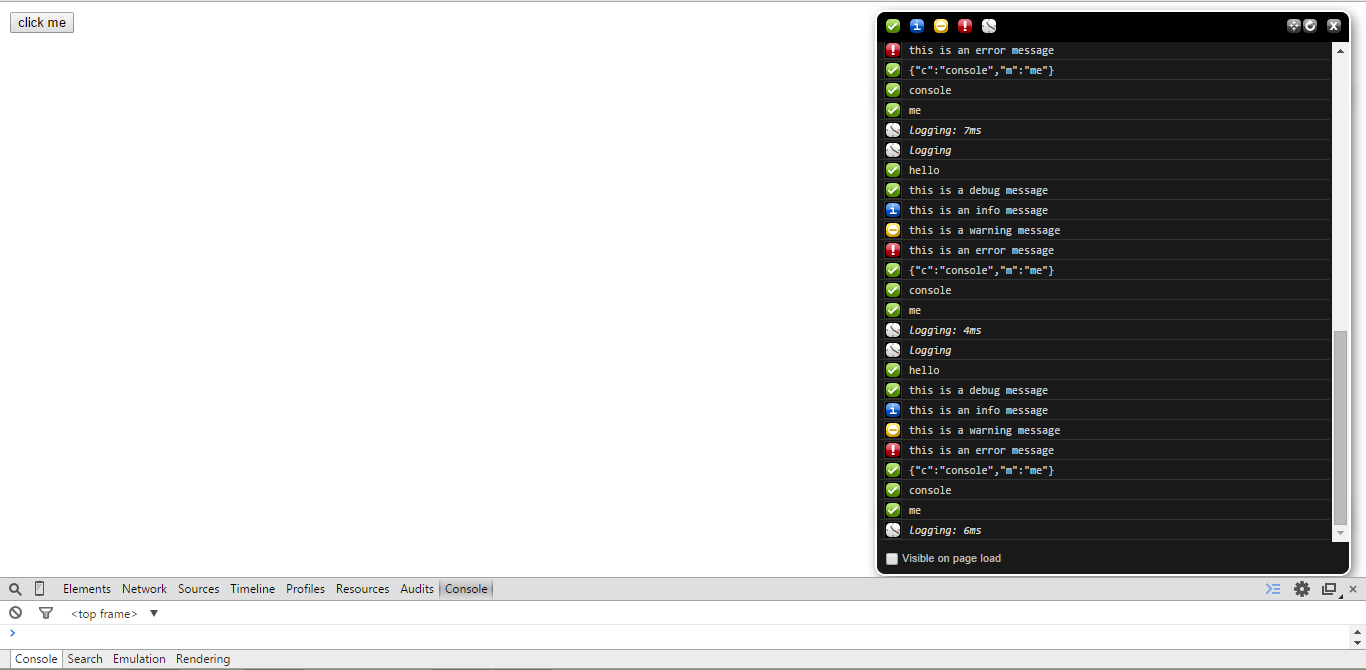 click me
this is an error message
{"c":"console","m":"me"}
console
me
logging: 7ms
logging
hello
this is a debug message
this is an info message
this is a warning message
this is an error message
{"c":"console","m":"me"}
console
me
logging: 4ms
logging
hello
this is a debug message
this is an info message
this is a warning message
this is an error message
{"c":"console","m":"me"}
console
me
logging: 6ms
Visible on page load
Elements Network Sources Timeline Profiles Resources Audits Console
<top frame>
Console Search Emulation Rendering